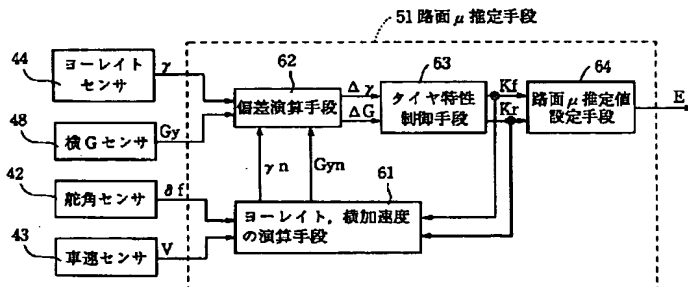 51 路面μ推定手段
44
ヨーレイト
センサ
γ
62
偏差演算手段
Δγ
ΔG
63
タイヤ特性
制御手段
Kf
Kr
64
路面μ推定値
設定手段
E
48
横Gセンサ
Gy
γn
Gyn
42
舵角センサ
δf
61
ヨーレイト，横加速度
の演算手段
43
車速センサ
V